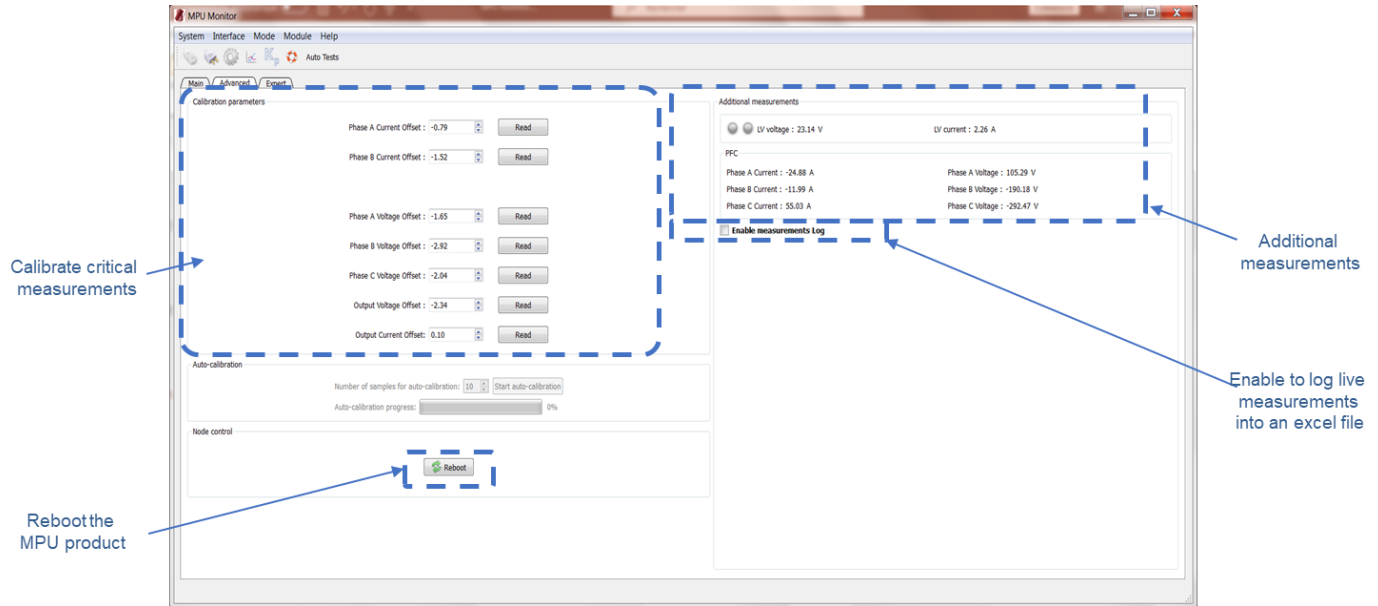 MPU Monitor
System Interface Mode Module Help
Kp Auto Tests
Main Advanced Expert
Calibration parameters
Phase A Current Offset : -0.79 Read
Phase B Current Offset : -1.52 Read
Phase A Voltage Offset : -1.65 Read
Phase B Voltage Offset : -2.92 Read
Phase C Voltage Offset : -2.04 Read
Output Voltage Offset : -2.34 Read
Output Current Offset: 0.10 Read
Auto-calibration
Number of samples for auto-calibration: 10 Start auto-calibration
Auto-calibration progress: 0%
Node control
Reboot
Additional measurements
LV voltage : 23.14 V LV current : 2.26 A
PFC
Phase A Current : -24.88 A Phase A Voltage : 105.29 V
Phase B Current : -11.99 A Phase B Voltage : -190.18 V
Phase C Current : 55.03 A Phase C Voltage : -292.47 V
Enable measurements Log
Calibrate critical
measurements
Reboot the
MPU product
Additional
measurements
Enable to log live
measurements
into an excel file